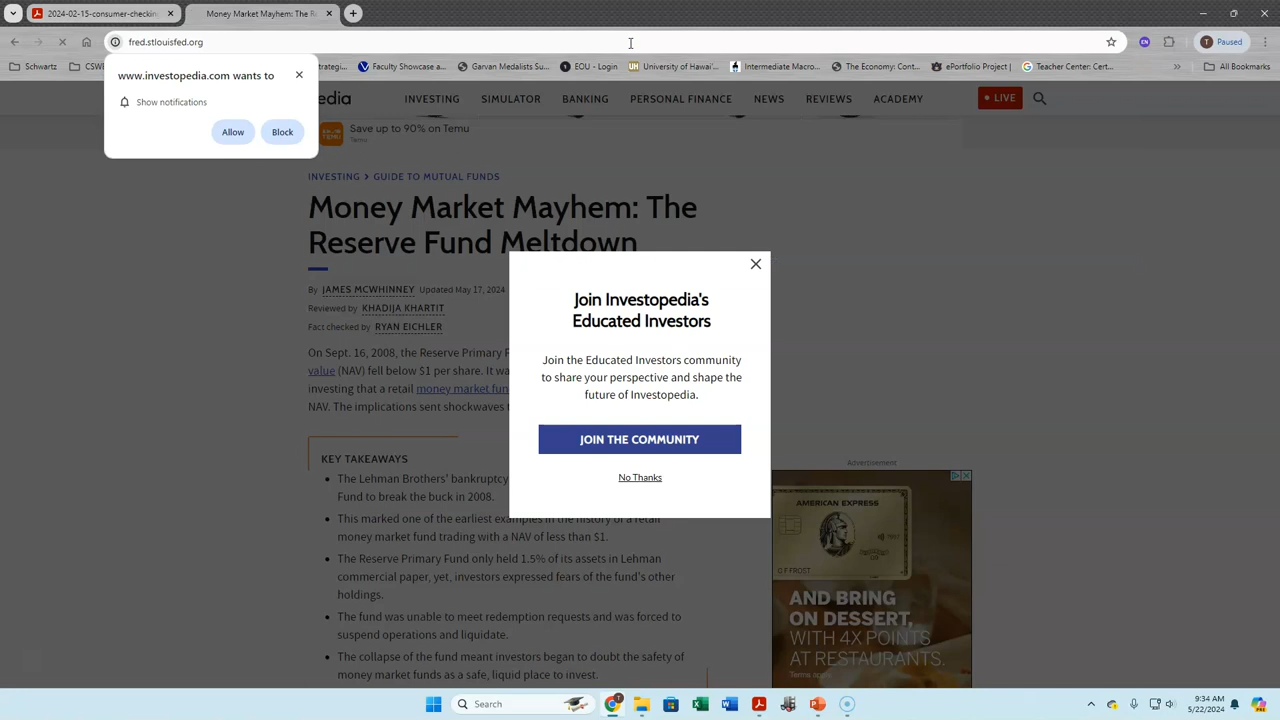 2024-02-15-consumer-checkin
Money Market Mayhem: The R
fred.stlouisfed.org
Paused
Schwartz
CSWE
strategi...
Faculty Showcase a...
Garvan Medalists Su...
EOU - Login
University of Hawai'...
Intermediate Macro...
The Economy: Cont...
ePortfolio Project |
Teacher Center: Cert...
All Bookmarks
www.investopedia.com wants to
Show notifications
Allow
Block
pedia
INVESTING
SIMULATOR
BANKING
PERSONAL FINANCE
NEWS
REVIEWS
ACADEMY
LIVE
Save up to 90% on Temu
Temu
INVESTING > GUIDE TO MUTUAL FUNDS
Money Market Mayhem: The
Reserve Fund Meltdown
By JAMES MCWHINNEY Updated May 17, 2024
Reviewed by KHADIJA KHARTIT
Fact checked by RYAN EICHLER
On Sept. 16, 2008, the Reserve Primary F
value (NAV) fell below $1 per share. It wa
investing that a retail money market fun
NAV. The implications sent shockwaves t
KEY TAKEAWAYS
• The Lehman Brothers' bankruptcy
Fund to break the buck in 2008.
• This marked one of the earliest examples in the history of a retail
money market fund trading with a NAV of less than $1.
• The Reserve Primary Fund only held 1.5% of its assets in Lehman
commercial paper, yet, investors expressed fears of the fund's other
holdings.
• The fund was unable to meet redemption requests and was forced to
suspend operations and liquidate.
• The collapse of the fund meant investors began to doubt the safety of
money market funds as a safe, liquid place to invest.
Join Investopedia's
Educated Investors
Join the Educated Investors community
to share your perspective and shape the
future of Investopedia.
JOIN THE COMMUNITY
No Thanks
Advertisement
AMERICAN EXPRESS
C F FROST
AND BRING
ON DESSERT,
WITH 4X POINTS
AT RESTAURANTS.
Terms apply
Search
9:34 AM
5/22/2024